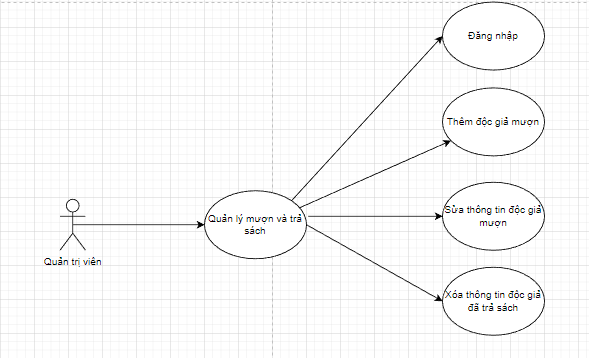 Đăng nhập
Thêm độc giả mượn
Quản lý mượn và trả
sách
Sửa thông tin độc giả
mượn
Quản trị viên
Xóa thông tin độc giả
đã trả sách